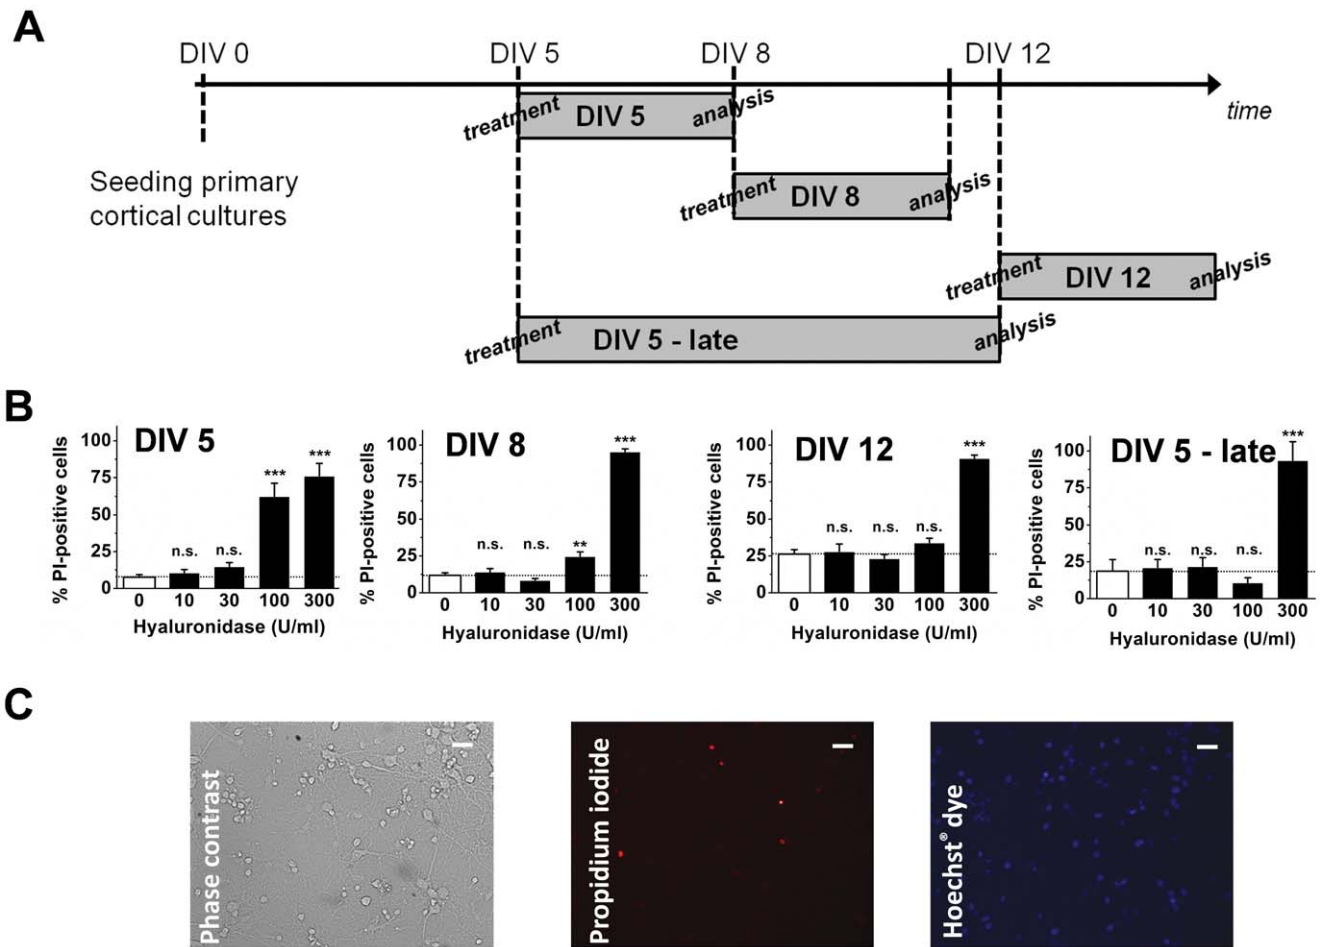 A
DIV 0 DIV 5 DIV 8 DIV 12
time
treatment DIV 5 analysis
Seeding primary
cortical cultures
treatment DIV 8 analysis
treatment DIV 12 analysis
treatment DIV 5 - late analysis
B
DIV 5
% PI-positive cells
100
75
50
25
0
n.s. n.s. *** ***
0 10 30 100 300
Hyaluronidase (U/ml)
DIV 8
% PI-positive cells
100
75
50
25
0
n.s. n.s. ** ***
0 10 30 100 300
Hyaluronidase (U/ml)
DIV 12
% PI-positive cells
100
75
50
25
0
n.s. n.s. n.s. ***
0 10 30 100 300
Hyaluronidase (U/ml)
DIV 5 - late
% PI-positive cells
100
75
50
25
0
n.s. n.s. n.s. ***
0 10 30 100 300
Hyaluronidase (U/ml)
C
Phase contrast
Propidium iodide
Hoechst® dye